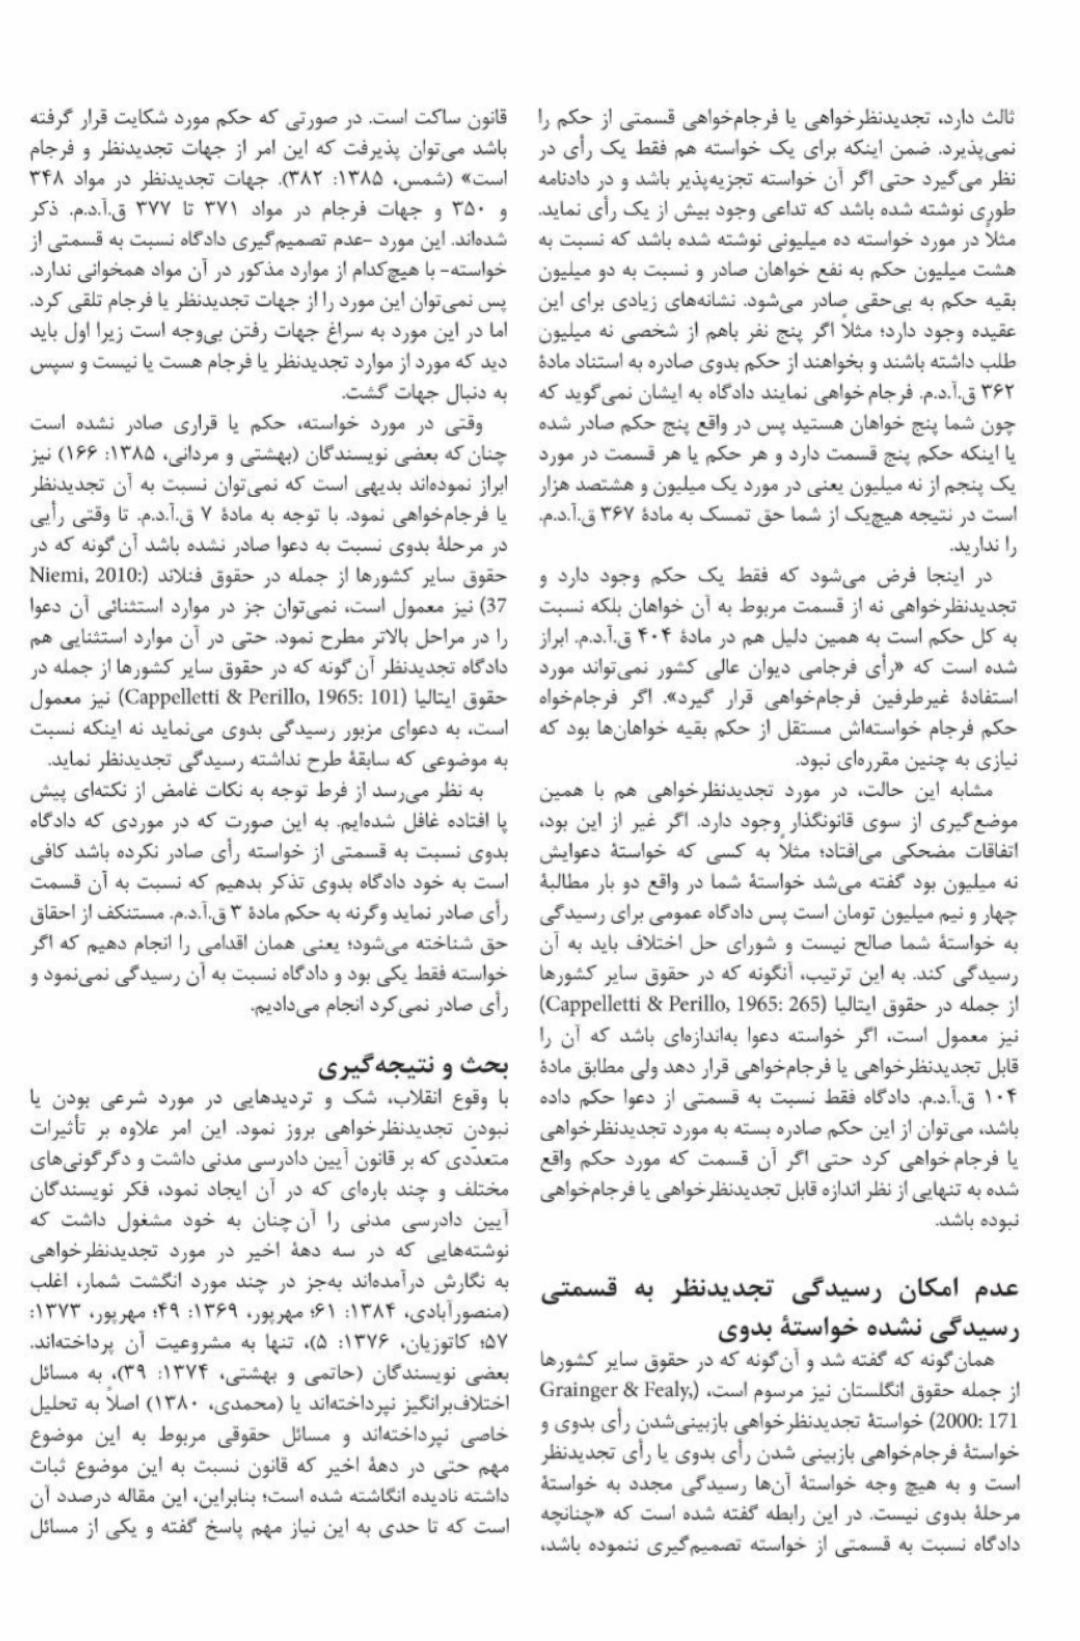 ثالث دارد، تجدیدنظرخواهی یا فرجام‌خواهی قسمتی از حکم را
نمی‌پذیرد. ضمن اینکه برای یک خواسته هم فقط یک رأی در
نظر می‌گیرد حتی اگر آن خواسته تجزیه‌پذیر باشد و در دادنامه
طوری نوشته شده باشد که تداعی وجود بیش از یک رأی نماید.
مثلاً در مورد خواسته ده میلیونی نوشته شده باشد که نسبت به
هشت میلیون حکم به نفع خواهان صادر و نسبت به دو میلیون
بقیه حکم به بی‌حقی صادر می‌شود. نشانه‌های زیادی برای این
عقیده وجود دارد؛ مثلاً اگر پنج نفر باهم از شخصی نه میلیون
طلب داشته باشند و بخواهند از حکم بدوی صادره به استناد مادهٔ
۳۶۲ ق.آ.د.م. فرجام‌خواهی نمایند دادگاه به ایشان نمی‌گوید که
چون شما پنج خواهان هستید پس در واقع پنج حکم صادر شده
یا اینکه حکم پنج قسمت دارد و هر حکم یا هر قسمت در مورد
یک پنجم از نه میلیون یعنی در مورد یک میلیون و هشتصد هزار
است در نتیجه هیچ‌یک از شما حق تمسک به مادهٔ ۳۶۷ ق.آ.د.م.
را ندارید.
در اینجا فرض می‌شود که فقط یک حکم وجود دارد و
تجدیدنظرخواهی نه از قسمت مربوط به آن خواهان بلکه نسبت
به کل حکم است به همین دلیل هم در مادهٔ ۴۰۴ ق.آ.د.م. ابراز
شده است که «رأی فرجامی دیوان عالی کشور نمی‌تواند مورد
استفادهٔ غیرطرفین فرجام‌خواهی قرار گیرد». اگر فرجام‌خواه
حکم فرجام خواسته‌اش مستقل از حکم بقیه خواهان‌ها بود که
نیازی به چنین مقرره‌ای نبود.
مشابه این حالت، در مورد تجدیدنظرخواهی هم با همین
موضع‌گیری از سوی قانونگذار وجود دارد. اگر غیر از این بود،
اتفاقات مضحکی می‌افتاد؛ مثلاً به کسی که خواستهٔ دعوایش
نه میلیون بود گفته می‌شد خواستهٔ شما در واقع دو بار مطالبهٔ
چهار و نیم میلیون تومان است پس دادگاه عمومی برای رسیدگی
به خواستهٔ شما صالح نیست و شورای حل اختلاف باید به آن
رسیدگی کند. به این ترتیب، آنگونه که در حقوق سایر کشورها
از جمله در حقوق ایتالیا (Cappelletti & Perillo, 1965: 265)
نیز معمول است، اگر خواسته دعوا به‌اندازه‌ای باشد که آن را
قابل تجدیدنظرخواهی یا فرجام‌خواهی قرار دهد ولی مطابق مادهٔ
۱۰۴ ق.آ.د.م. دادگاه فقط نسبت به قسمتی از دعوا حکم داده
باشد، می‌توان از این حکم صادره بسته به مورد تجدیدنظرخواهی
یا فرجام‌خواهی کرد حتی اگر آن قسمت که مورد حکم واقع
شده به تنهایی از نظر اندازه قابل تجدیدنظرخواهی یا فرجام‌خواهی
نبوده باشد.
عدم امکان رسیدگی تجدیدنظر به قسمتی
رسیدگی نشده خواستهٔ بدوی
همان‌گونه که گفته شد و آن‌گونه که در حقوق سایر کشورها
از جمله حقوق انگلستان نیز مرسوم است، (Grainger & Fealy,
2000: 171) خواستهٔ تجدیدنظرخواهی بازبینی‌شدن رأی بدوی و
خواستهٔ فرجام‌خواهی بازبینی شدن رأی بدوی یا رأی تجدیدنظر
است و به هیچ وجه خواستهٔ آن‌ها رسیدگی مجدد به خواستهٔ
مرحلهٔ بدوی نیست. در این رابطه گفته شده است که «چنانچه
دادگاه نسبت به قسمتی از خواسته تصمیم‌گیری ننموده باشد،
قانون ساکت است. در صورتی که حکم مورد شکایت قرار گرفته
باشد می‌توان پذیرفت که این امر از جهات تجدیدنظر و فرجام
است» (شمس، ۱۳۸۵: ۳۸۲). جهات تجدیدنظر در مواد ۳۴۸
و ۳۵۰ و جهات فرجام در مواد ۳۷۱ تا ۳۷۷ ق.آ.د.م. ذکر
شده‌اند. این مورد -عدم تصمیم‌گیری دادگاه نسبت به قسمتی از
خواسته- با هیچ‌کدام از موارد مذکور در آن مواد همخوانی ندارد.
پس نمی‌توان این مورد را از جهات تجدیدنظر یا فرجام تلقی کرد.
اما در این مورد به سراغ جهات رفتن بی‌وجه است زیرا اول باید
دید که مورد از موارد تجدیدنظر یا فرجام هست یا نیست و سپس
به دنبال جهات گشت.
وقتی در مورد خواسته، حکم یا قراری صادر نشده است
چنان که بعضی نویسندگان (بهشتی و مردانی، ۱۳۸۵: ۱۶۶) نیز
ابراز نموده‌اند بدیهی است که نمی‌توان نسبت به آن تجدیدنظر
یا فرجام‌خواهی نمود. با توجه به مادهٔ ۷ ق.آ.د.م. تا وقتی رأیی
در مرحلهٔ بدوی نسبت به دعوا صادر نشده باشد آن گونه که در
حقوق سایر کشورها از جمله در حقوق فنلاند (Niemi, 2010:
37) نیز معمول است، نمی‌توان جز در موارد استثنائی آن دعوا
را در مراحل بالاتر مطرح نمود. حتی در آن موارد استثنایی هم
دادگاه تجدیدنظر آن گونه که در حقوق سایر کشورها از جمله در
حقوق ایتالیا (Cappelletti & Perillo, 1965: 101) نیز معمول
است، به دعوای مزبور رسیدگی بدوی می‌نماید نه اینکه نسبت
به موضوعی که سابقهٔ طرح نداشته رسیدگی تجدیدنظر نماید.
به نظر می‌رسد از فرط توجه به نکات غامض از نکته‌ای پیش
پا افتاده غافل شده‌ایم. به این صورت که در موردی که دادگاه
بدوی نسبت به قسمتی از خواسته رأی صادر نکرده باشد کافی
است به خود دادگاه بدوی تذکر بدهیم که نسبت به آن قسمت
رأی صادر نماید وگرنه به حکم مادهٔ ۳ ق.آ.د.م. مستنکف از احقاق
حق شناخته می‌شود؛ یعنی همان اقدامی را انجام دهیم که اگر
خواسته فقط یکی بود و دادگاه نسبت به آن رسیدگی نمی‌نمود و
رأی صادر نمی‌کرد انجام می‌دادیم.
بحث و نتیجه‌گیری
با وقوع انقلاب، شک و تردیدهایی در مورد شرعی بودن یا
نبودن تجدیدنظرخواهی بروز نمود. این امر علاوه بر تأثیرات
متعدّدی که بر قانون آیین دادرسی مدنی داشت و دگرگونی‌های
مختلف و چند باره‌ای که در آن ایجاد نمود، فکر نویسندگان
آیین دادرسی مدنی را آن‌چنان به خود مشغول داشت که
نوشته‌هایی که در سه دههٔ اخیر در مورد تجدیدنظرخواهی
به نگارش درآمده‌اند به‌جز در چند مورد انگشت شمار، اغلب
(منصورآبادی، ۱۳۸۴: ۶۱؛ مهرپور، ۱۳۶۹: ۴۹؛ مهرپور، ۱۳۷۳:
۵۷؛ کاتوزیان، ۱۳۷۶: ۵)، تنها به مشروعیت آن پرداخته‌اند.
بعضی نویسندگان (حاتمی و بهشتی، ۱۳۷۴: ۳۹)، به مسائل
اختلاف‌برانگیز نپرداخته‌اند یا (محمدی، ۱۳۸۰) اصلاً به تحلیل
خاصی نپرداخته‌اند و مسائل حقوقی مربوط به این موضوع
مهم حتی در دههٔ اخیر که قانون نسبت به این موضوع ثبات
داشته نادیده انگاشته شده است؛ بنابراین، این مقاله درصدد آن
است که تا حدی به این نیاز مهم پاسخ گفته و یکی از مسائل